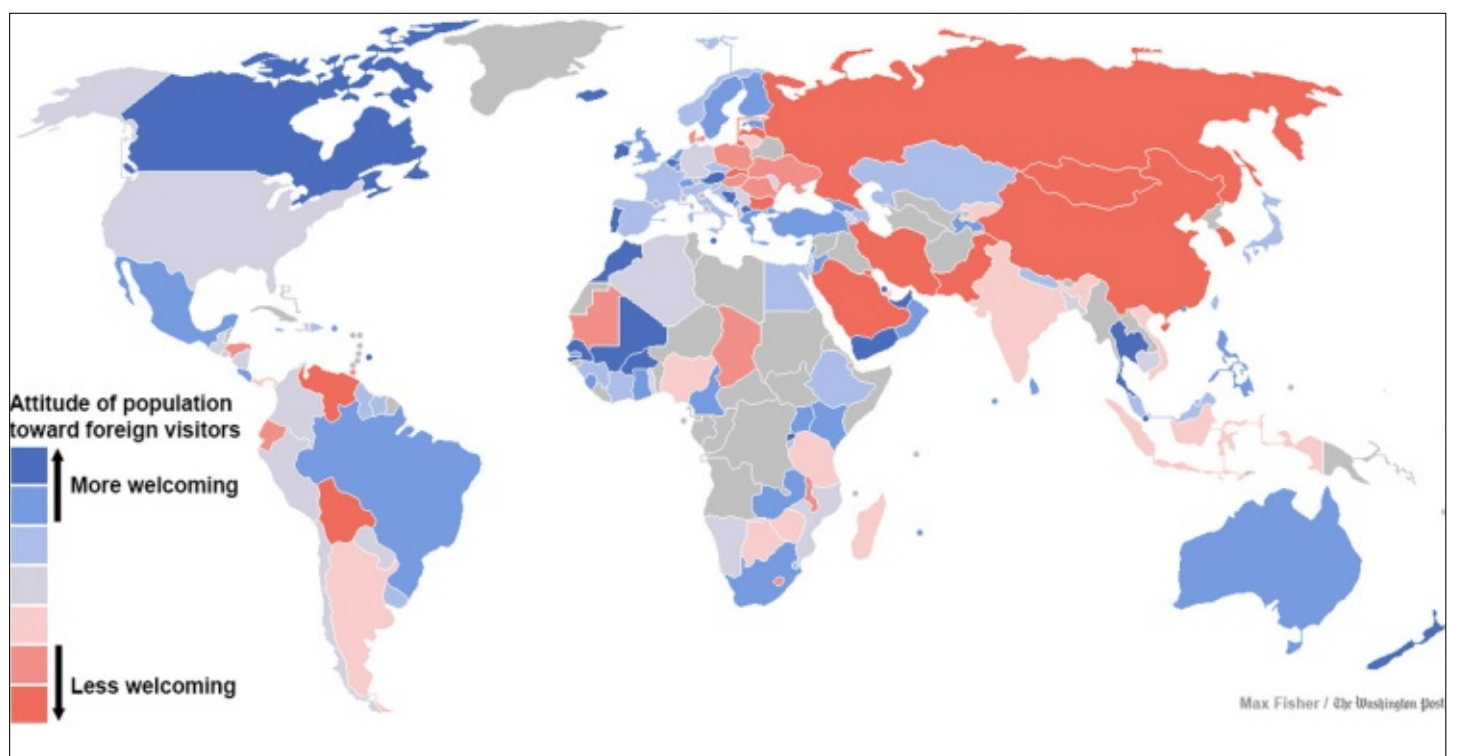 Attitude of population
toward foreign visitors
More welcoming
Less welcoming
Max Fisher / The Washington Post